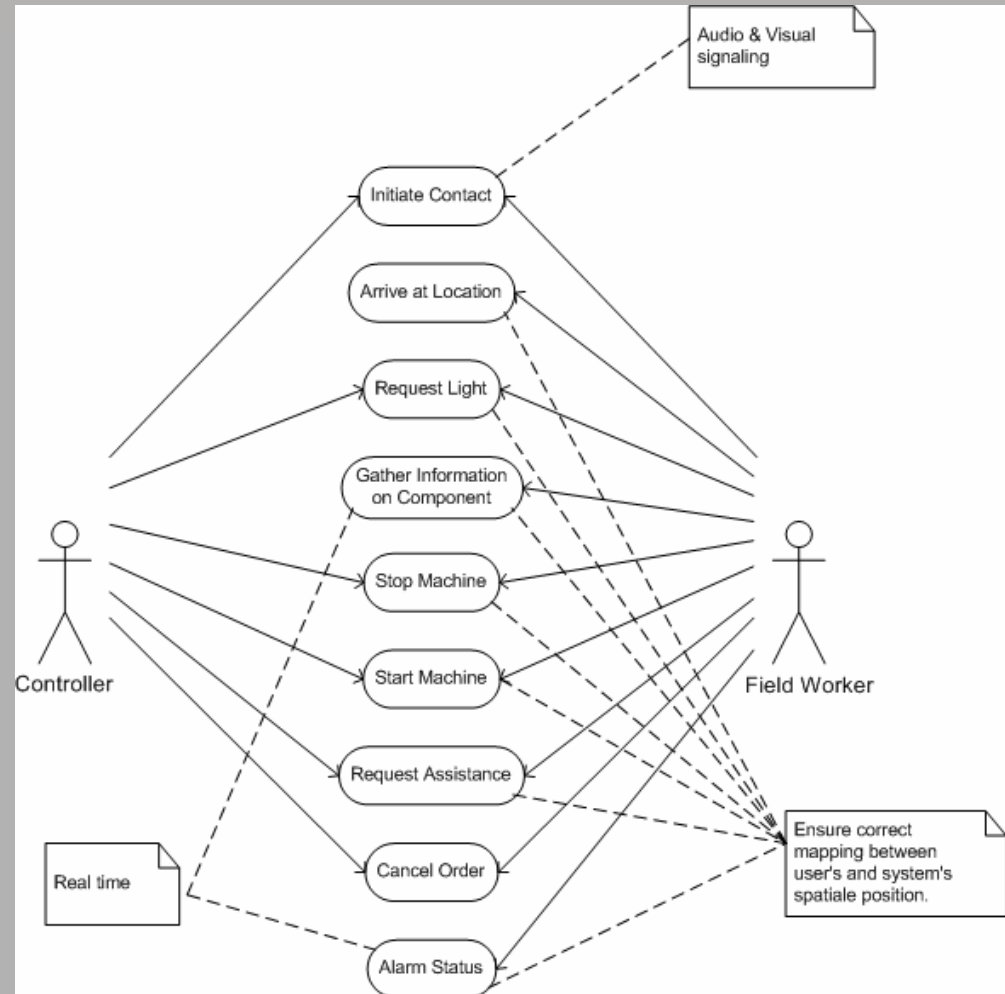 Audio & Visual
signaling
Initiate Contact
Arrive at Location
Request Light
Gather Information
on Component
Stop Machine
Start Machine
Controller
Field Worker
Request Assistance
Ensure correct
mapping between
user's and system's
spatiale position.
Cancel Order
Real time
Alarm Status